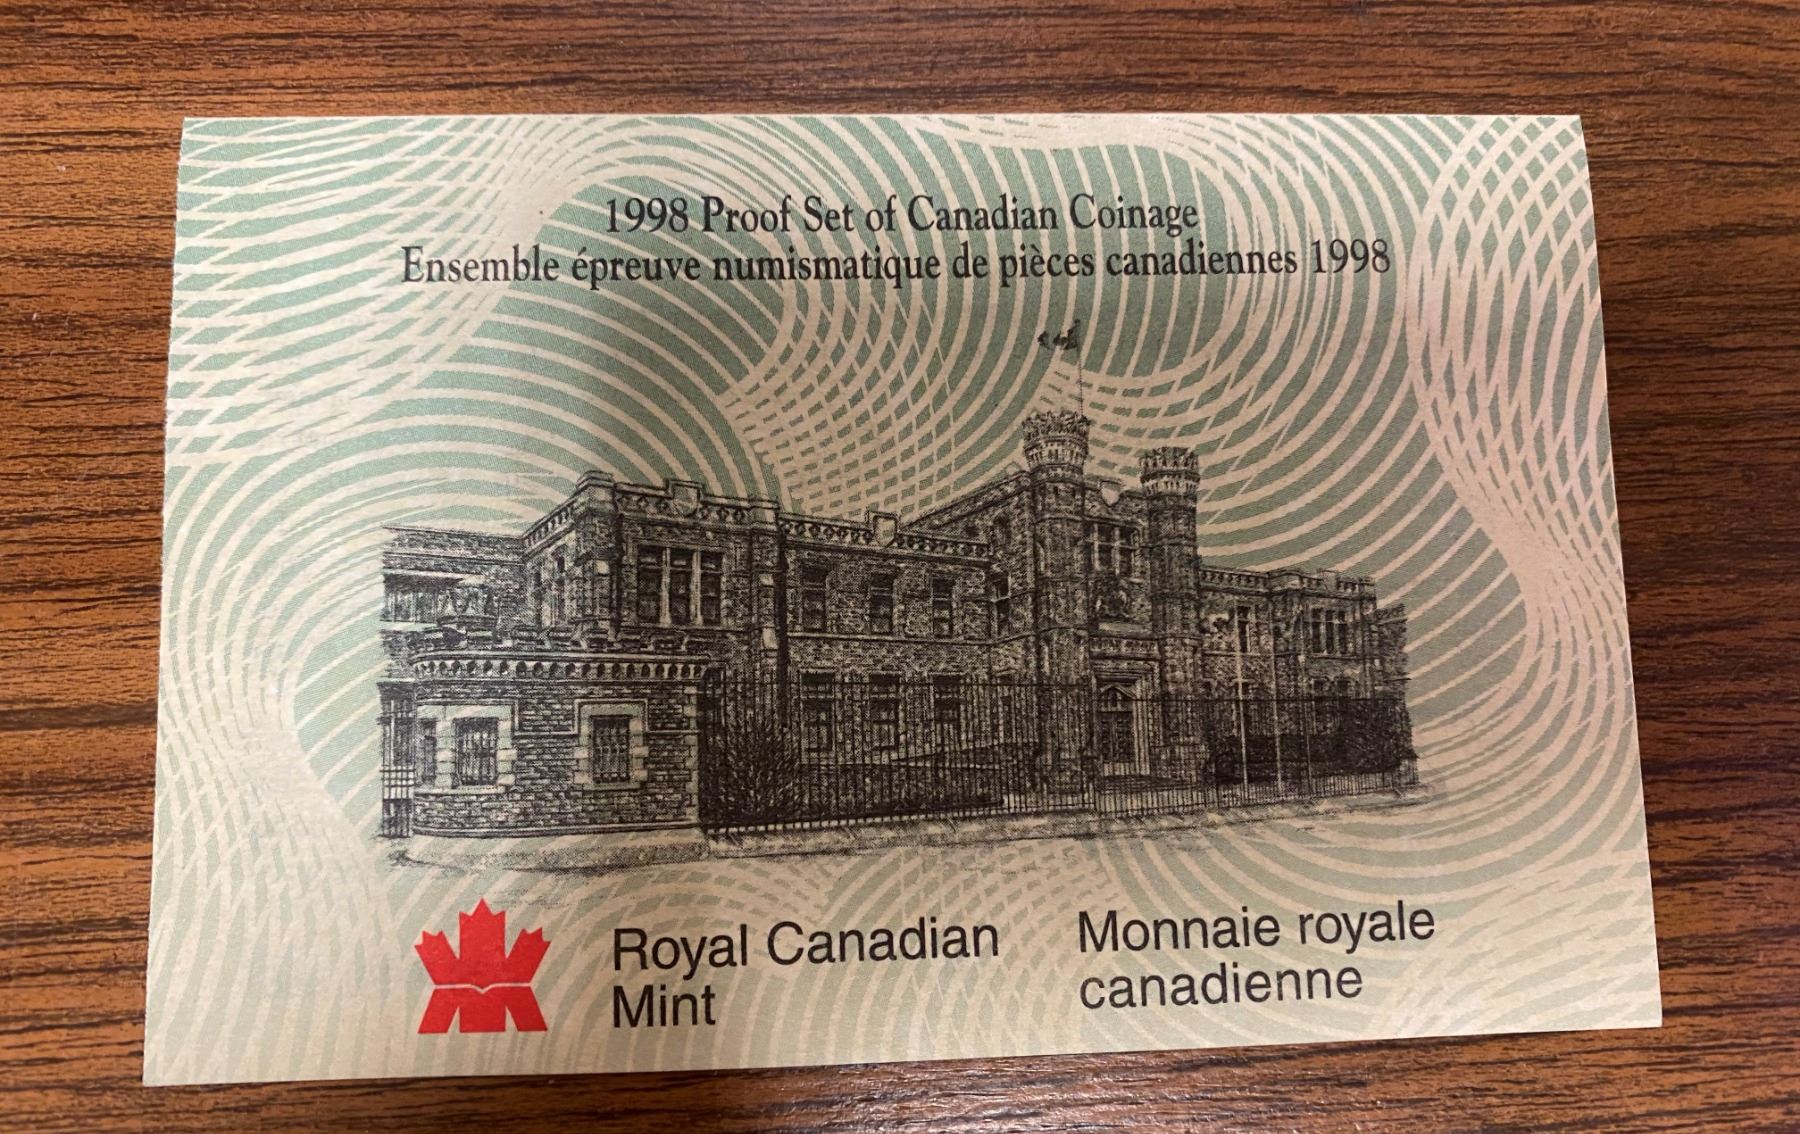 1998 Proof Set of Canadian Coinage
Ensemble épreuve numismatique de pièces canadiennes 1998
Royal Canadian
Mint
Monnaie royale
canadienne